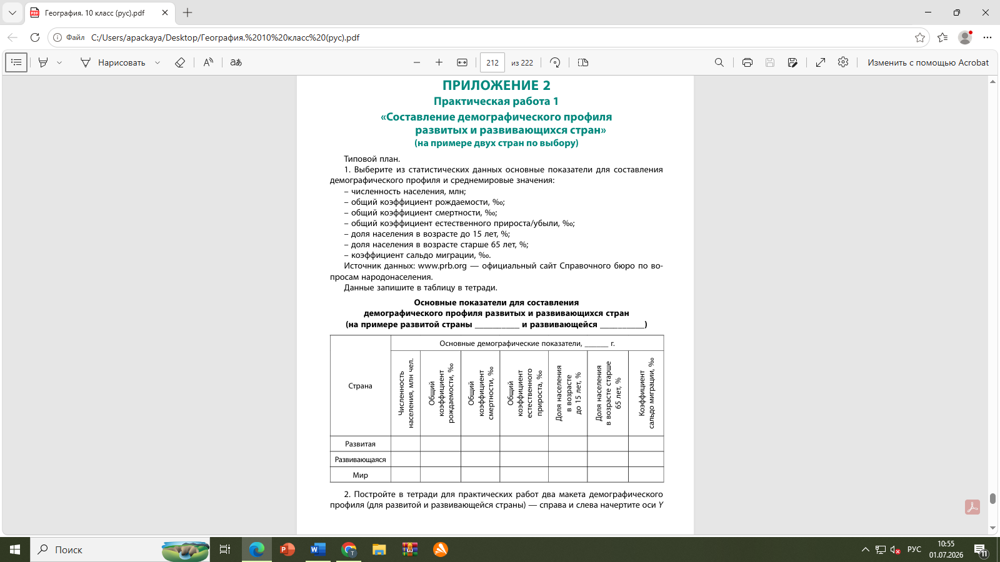 География. 10 класс (рус).pdf
Файл C:/Users/apackaya/Desktop/География.%2010%20класс%20(рус).pdf
Нарисовать
212 из 222
Изменить с помощью Acrobat
ПРИЛОЖЕНИЕ 2
Практическая работа 1
«Составление демографического профиля
развитых и развивающихся стран»
(на примере двух стран по выбору)
Типовой план.
1. Выберите из статистических данных основные показатели для составления
демографического профиля и среднемировые значения:
– численность населения, млн;
– общий коэффициент рождаемости, ‰;
– общий коэффициент смертности, ‰;
– общий коэффициент естественного прироста/убыли, ‰;
– доля населения в возрасте до 15 лет, %;
– доля населения в возрасте старше 65 лет, %;
– коэффициент сальдо миграции, ‰.
Источник данных: www.prb.org — официальный сайт Справочного бюро по во-
просам народонаселения.
Данные запишите в таблицу в тетради.
Основные показатели для составления
демографического профиля развитых и развивающихся стран
(на примере развитой страны __________ и развивающейся __________)
Страна
Основные демографические показатели, ______ г.
Численность
населения, млн чел.
Общий
коэффициент
рождаемости, ‰
Общий
коэффициент
смертности, ‰
Общий
коэффициент
естественного
прироста, ‰
Доля населения
в возрасте
до 15 лет, %
Доля населения
в возрасте старше
65 лет, %
Коэффициент
сальдо миграции, ‰
Развитая
Развивающаяся
Мир
2. Постройте в тетради для практических работ два макета демографического
профиля (для развитой и развивающейся страны) — справа и слева начертите оси Y
Поиск
РУС
10:55
01.07.2026
11